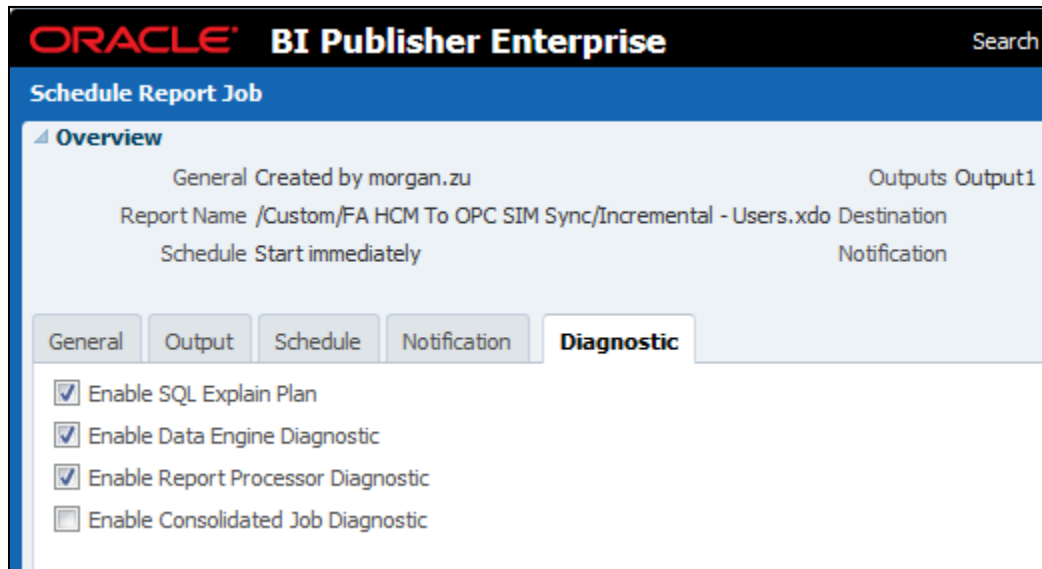 ORACLE BI Publisher Enterprise Search
Schedule Report Job
Overview
General Created by morgan.zu Outputs Output1
Report Name /Custom/FA HCM To OPC SIM Sync/Incremental - Users.xdo Destination
Schedule Start immediately Notification
General Output Schedule Notification Diagnostic
Enable SQL Explain Plan
Enable Data Engine Diagnostic
Enable Report Processor Diagnostic
Enable Consolidated Job Diagnostic